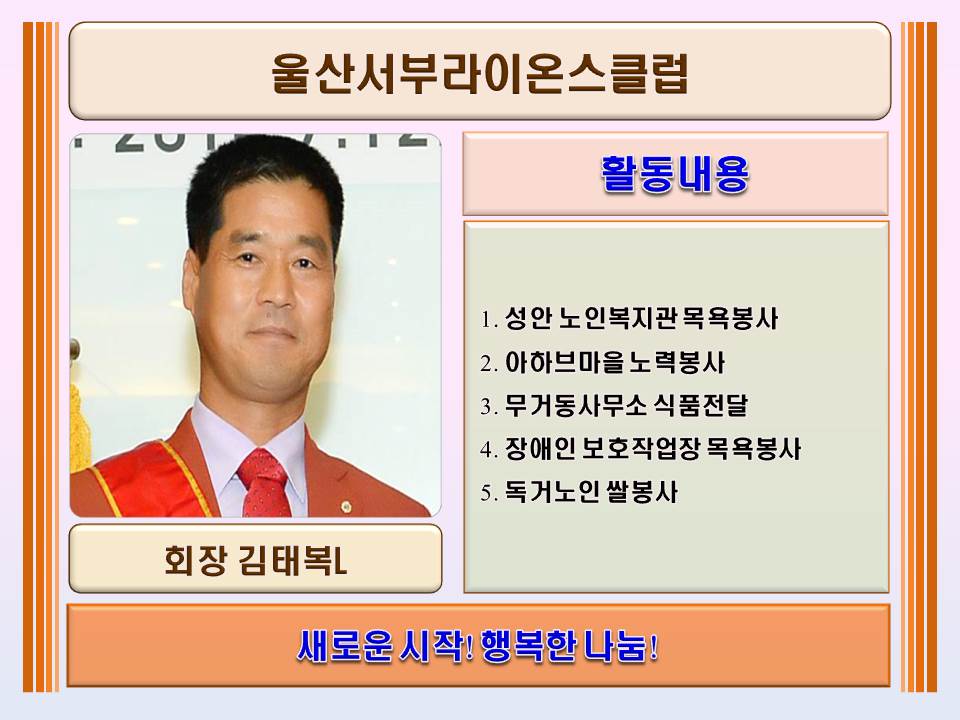 울산서부라이온스클럽
활동내용
1. 성안 노인복지관 목욕봉사
2. 아하브마을 노력봉사
3. 무거동사무소 식품전달
4. 장애인 보호작업장 목욕봉사
5. 독거노인 쌀봉사
회장 김태복L
새로운 시작! 행복한 나눔!